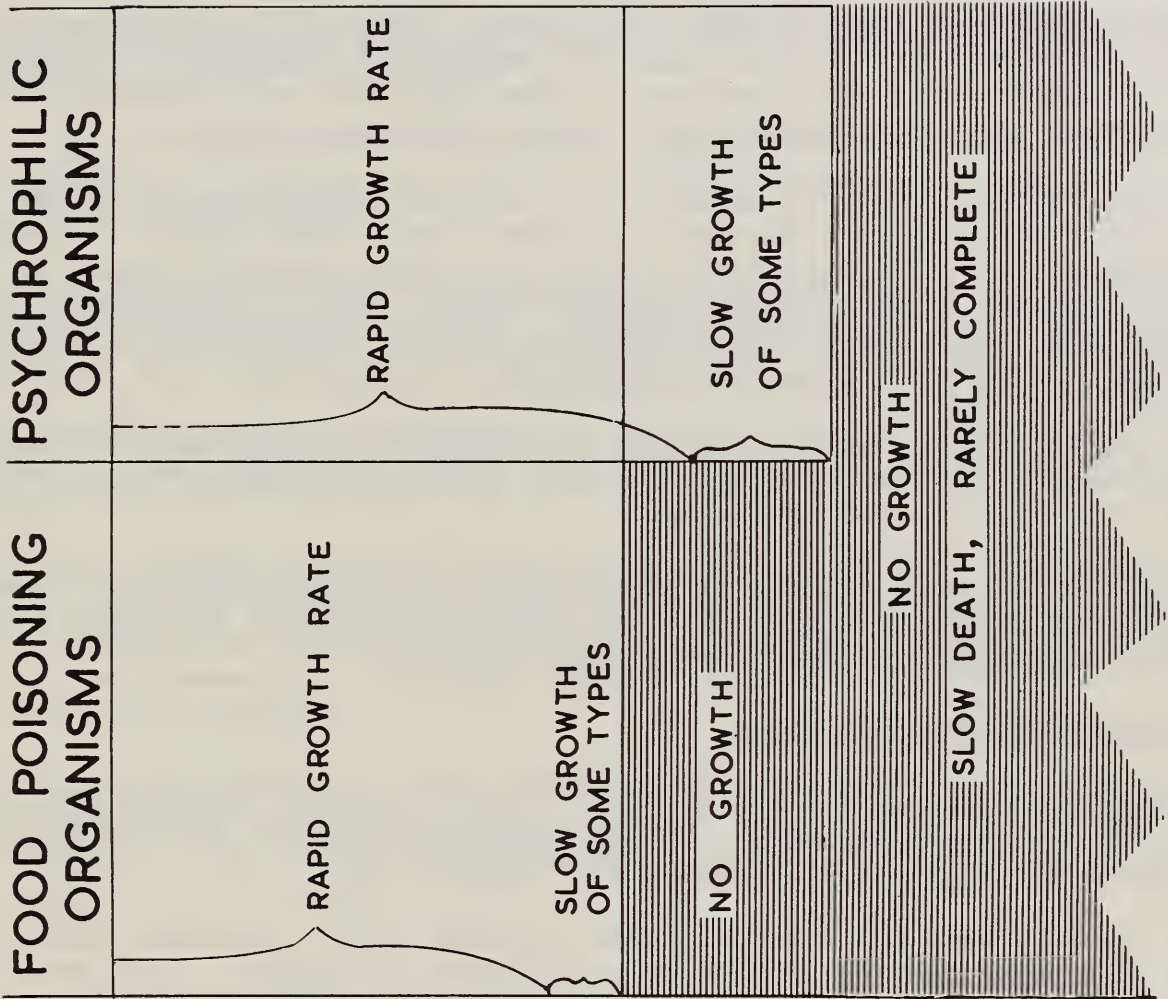 FOOD POISONING
ORGANISMS
RAPID GROWTH RATE
SLOW GROWTH
OF SOME TYPES
NO GROWTH
PSYCHROPHILIC
ORGANISMS
RAPID GROWTH RATE
SLOW GROWTH
OF SOME TYPES
NO GROWTH
SLOW DEATH, RARELY COMPLETE